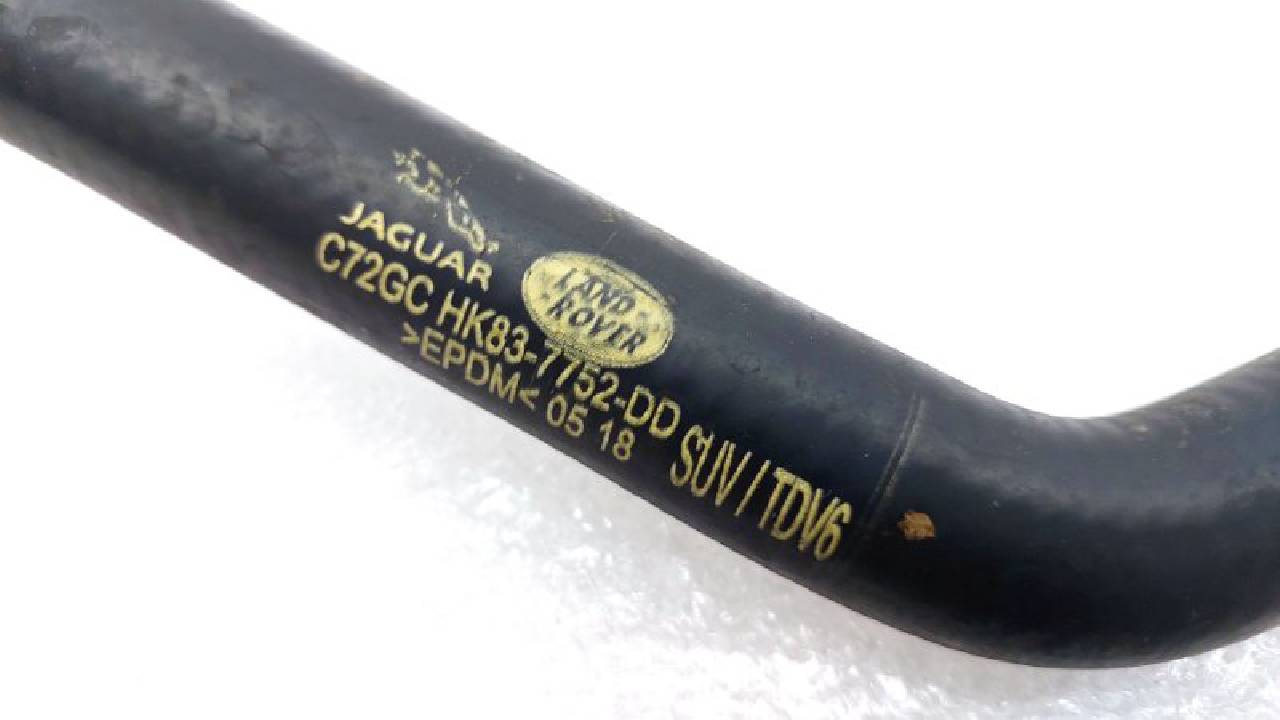 JAGUAR
LAND
ROVER
C72GC HK83-7752-DD
>EPDM< 05 18
SUV / TDV6